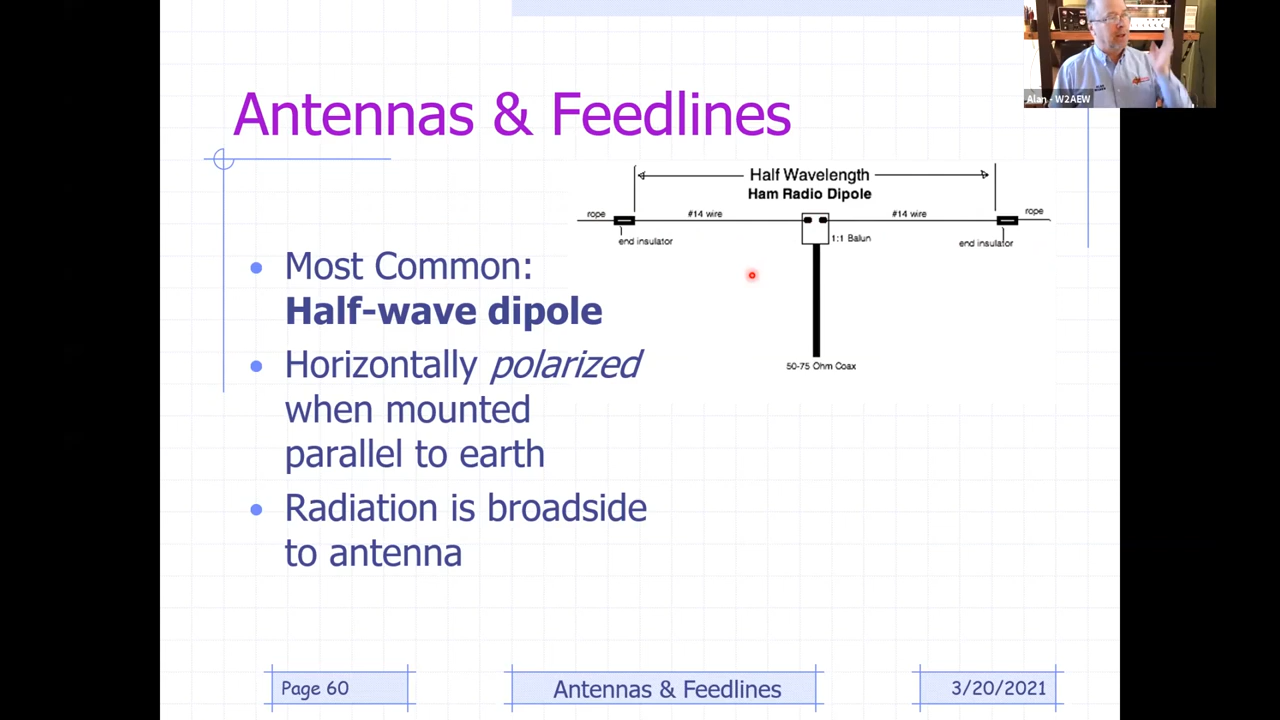 Alan - W2AEW
Antennas & Feedlines
Half Wavelength
Ham Radio Dipole
rope
#14 wire
#14 wire
rope
end insulator
1:1 Balun
end insulator
50-75 Ohm Coax
Most Common:
Half-wave dipole
Horizontally polarized
when mounted
parallel to earth
Radiation is broadside
to antenna
Page 60
Antennas & Feedlines
3/20/2021